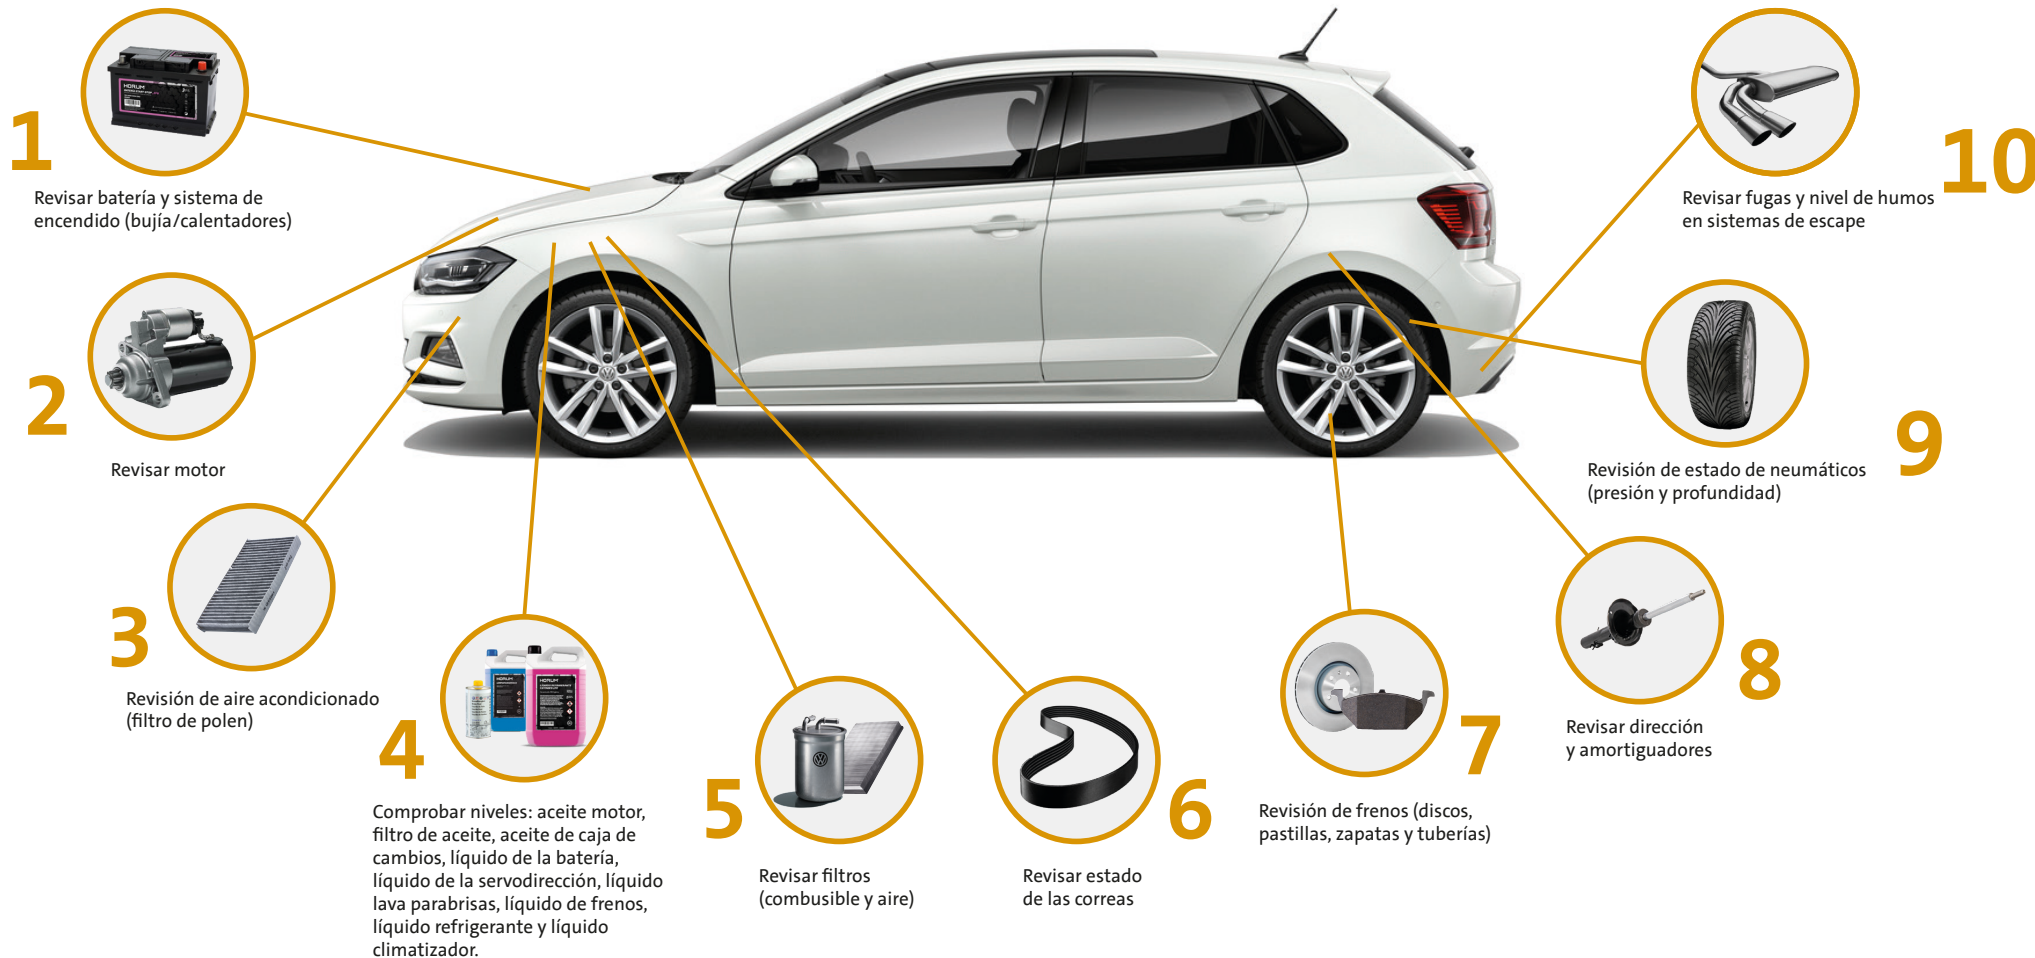 1
HORUM
Revisar batería y sistema de
encendido (bujía/calentadores)
2
Revisar motor
3
Revisión de aire acondicionado
(filtro de polen)
4
HORUM
HORUM
Comprobar niveles: aceite motor,
filtro de aceite, aceite de caja de
cambios, líquido de la batería,
líquido de la servodirección, líquido
lava parabrisas, líquido de frenos,
líquido refrigerante y líquido
climatizador.
5
Revisar filtros
(combusible y aire)
6
Revisar estado
de las correas
7
Revisión de frenos (discos,
pastillas, zapatas y tuberías)
8
Revisar dirección
y amortiguadores
9
Revisión de estado de neumáticos
(presión y profundidad)
10
Revisar fugas y nivel de humos
en sistemas de escape